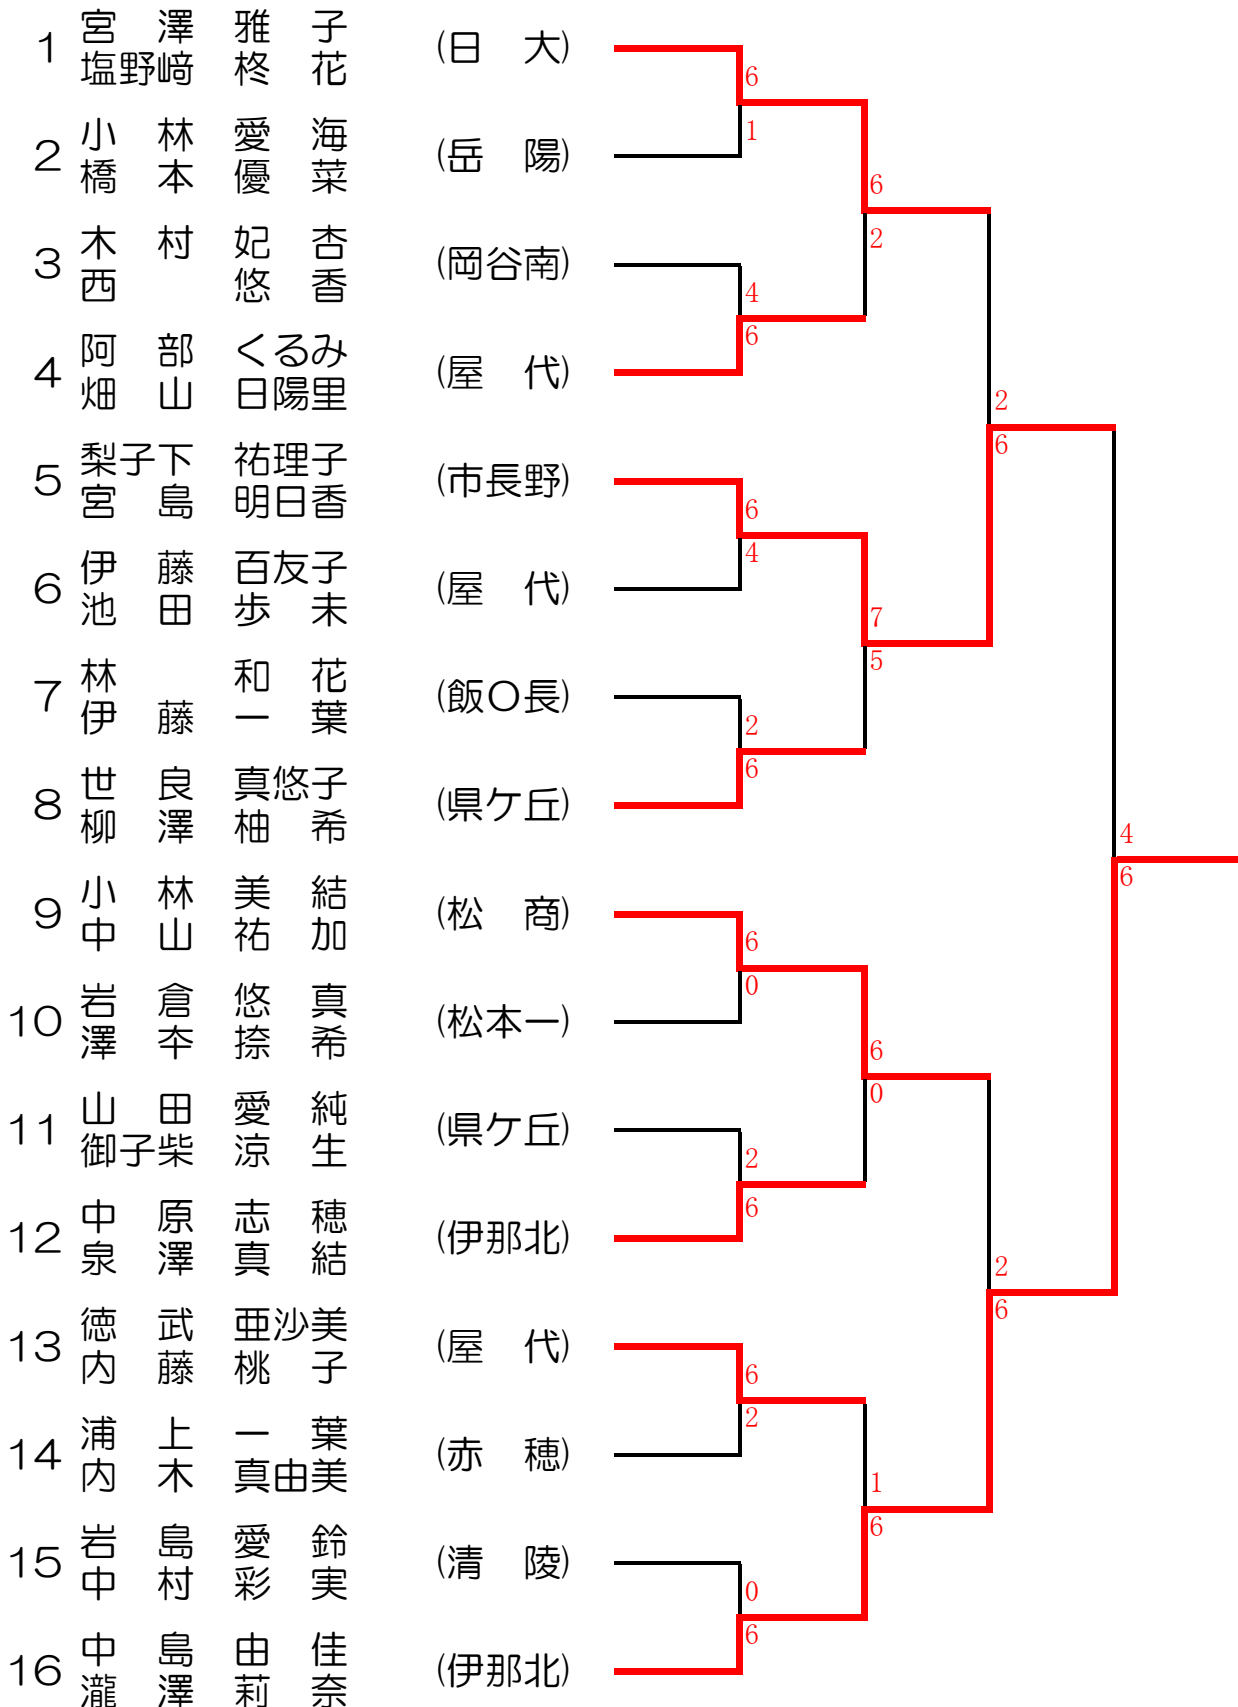 1 宮澤雅子 (日大)
塩野﨑柊花
6
1
2 小林愛海 (岳陽)
橋本優菜
6
2
3 木村妃杏 (岡谷南)
西悠香
4
6
4 阿部くるみ (屋代)
畑山日陽里
2
6
5 梨子下祐理子 (市長野)
宮島明日香
6
4
6 伊藤百友子 (屋代)
池田歩未
7
5
7 林和花 (飯〇長)
伊藤一葉
2
6
8 世良真悠子 (県ケ丘)
柳澤柚希
4
6
9 小林美結 (松商)
中山祐加
6
0
10 岩倉悠真 (松本一)
澤夲捺希
6
0
11 山田愛純 (県ケ丘)
御子柴涼生
2
6
12 中原志穂 (伊那北)
泉澤真結
2
6
13 徳武亜沙美 (屋代)
内藤桃子
6
2
14 浦上一葉 (赤穂)
内木真由美
1
6
15 岩島愛鈴 (清陵)
中村彩実
0
6
16 中島由佳 (伊那北)
瀧澤莉奈